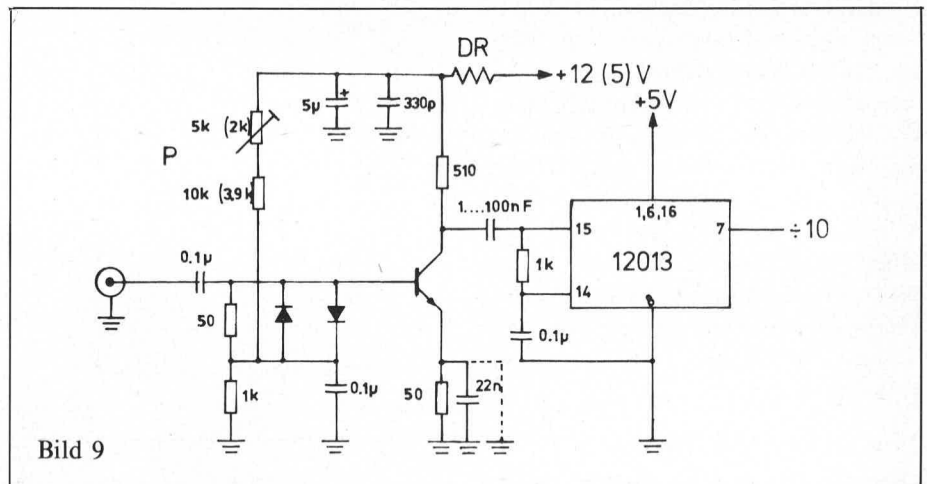 DR
+12 (5) V
+5V
5µ
+
330p
5k (2k)
P
510
10k (3,9k)
1....100nF
1,6,16
15
7
÷10
0.1µ
1k
12013
14
8
50
0.1µ
1k
0.1µ
50
22n
Bild 9